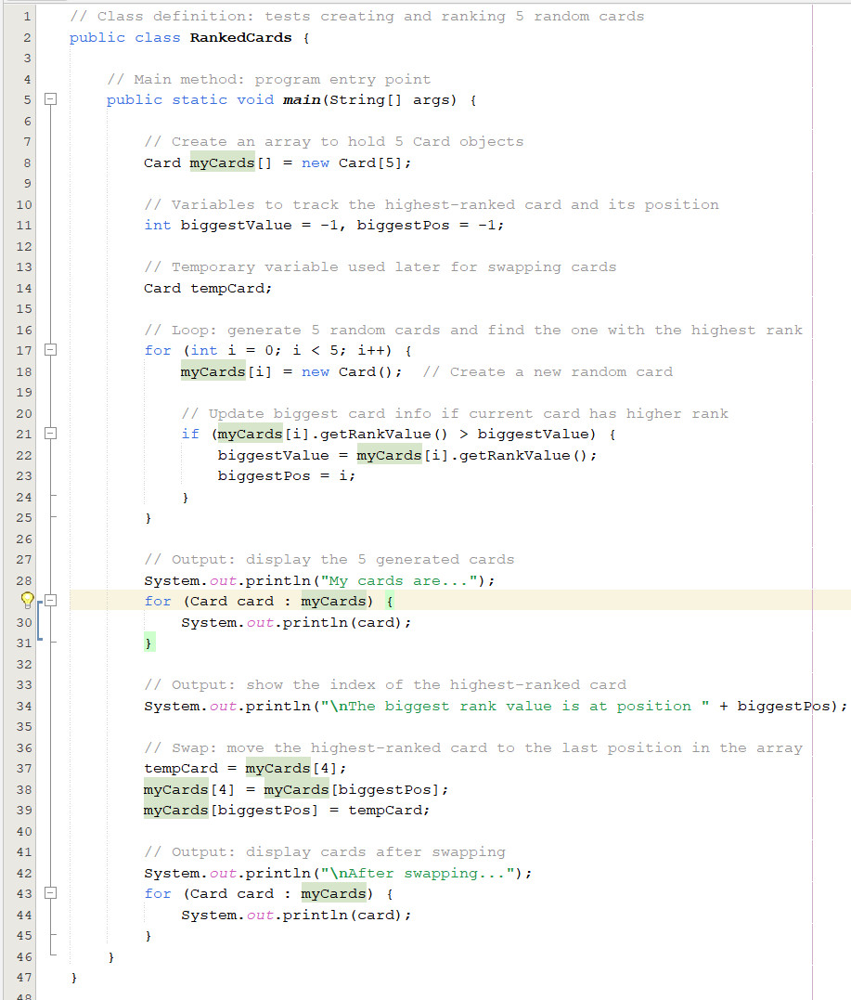 1 // Class definition: tests creating and ranking 5 random cards
2 public class RankedCards {
3
4 // Main method: program entry point
5 public static void main(String[] args) {
6
7 // Create an array to hold 5 Card objects
8 Card myCards[] = new Card[5];
9
10 // Variables to track the highest-ranked card and its position
11 int biggestValue = -1, biggestPos = -1;
12
13 // Temporary variable used later for swapping cards
14 Card tempCard;
15
16 // Loop: generate 5 random cards and find the one with the highest rank
17 for (int i = 0; i < 5; i++) {
18 myCards[i] = new Card(); // Create a new random card
19
20 // Update biggest card info if current card has higher rank
21 if (myCards[i].getRankValue() > biggestValue) {
22 biggestValue = myCards[i].getRankValue();
23 biggestPos = i;
24 }
25 }
26
27 // Output: display the 5 generated cards
28 System.out.println("My cards are...");
for (Card card : myCards) {
30 System.out.println(card);
31 }
32
33 // Output: show the index of the highest-ranked card
34 System.out.println("\nThe biggest rank value is at position " + biggestPos);
35
36 // Swap: move the highest-ranked card to the last position in the array
37 tempCard = myCards[4];
38 myCards[4] = myCards[biggestPos];
39 myCards[biggestPos] = tempCard;
40
41 // Output: display cards after swapping
42 System.out.println("\nAfter swapping...");
43 for (Card card : myCards) {
44 System.out.println(card);
45 }
46 }
47 }
48